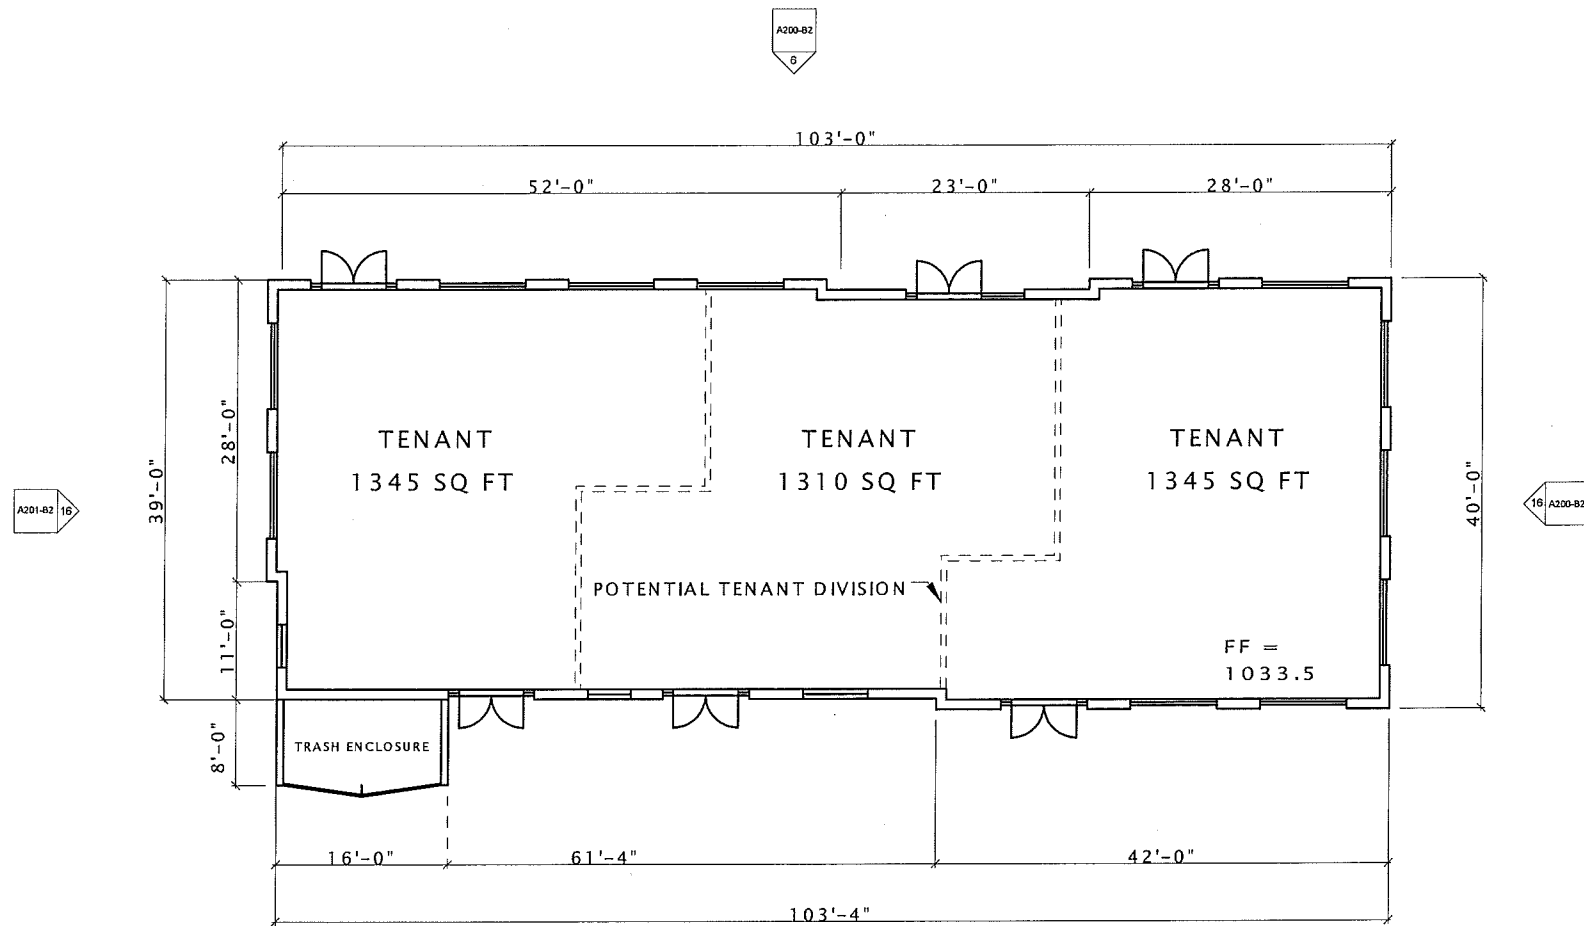 A200-B2
6
103'-0"
52'-0" 23'-0" 28'-0"
TENANT
1345 SQ FT
TENANT
1310 SQ FT
TENANT
1345 SQ FT
28'-0"
39'-0"
40'-0"
A201-B2 16
16 A200-B2
POTENTIAL TENANT DIVISION
11'-0"
FF =
1033.5
8'-0"
TRASH ENCLOSURE
16'-0" 61'-4" 42'-0"
103'-4"